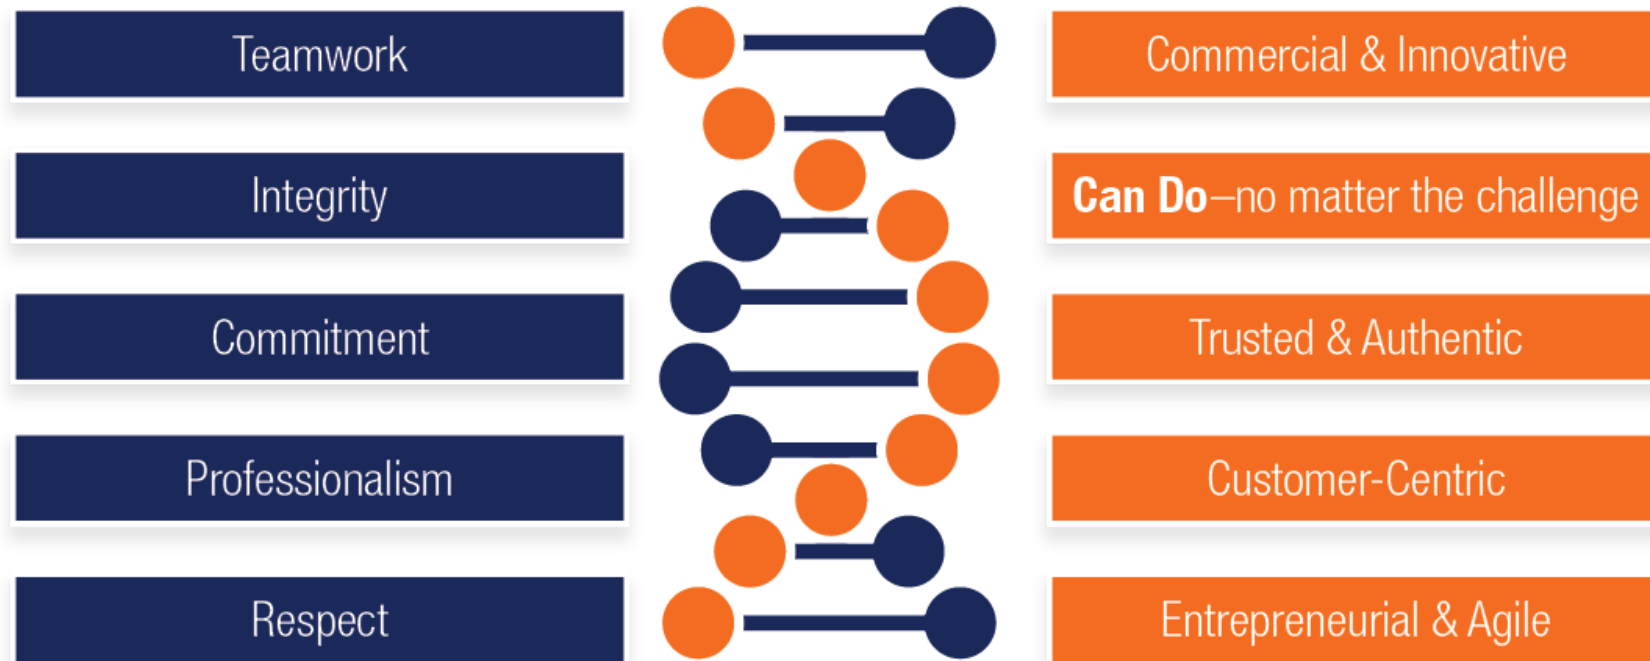 Teamwork
Commercial & Innovative
Integrity
Can Do–no matter the challenge
Commitment
Trusted & Authentic
Professionalism
Customer-Centric
Respect
Entrepreneurial & Agile